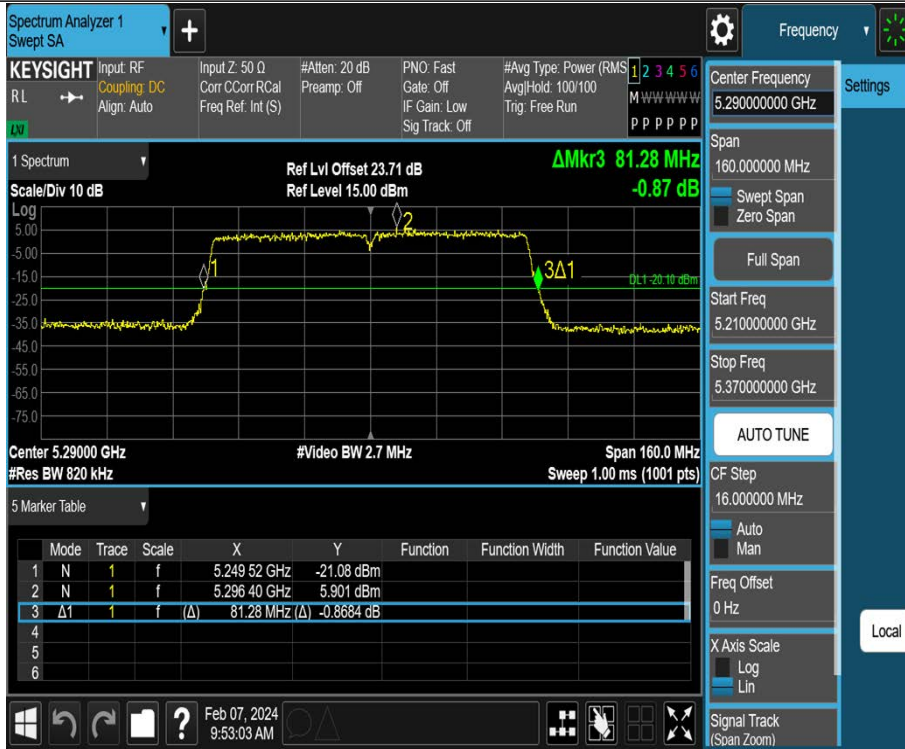 Spectrum Analyzer 1
Swept SA
+
Frequency
KEYSIGHT
RL
LXI
Input: RF
Coupling: DC
Align: Auto
Input Z: 50 Ω
Corr CCorr RCal
Freq Ref: Int (S)
#Atten: 20 dB
Preamp: Off
PNO: Fast
Gate: Off
IF Gain: Low
Sig Track: Off
#Avg Type: Power (RMS
Avg|Hold: 100/100
Trig: Free Run
1 2 3 4 5 6
M W W W W W
P P P P P P
Settings
Center Frequency
5.290000000 GHz
Span
160.000000 MHz
Swept Span
Zero Span
Full Span
Start Freq
5.210000000 GHz
Stop Freq
5.370000000 GHz
AUTO TUNE
CF Step
16.000000 MHz
Auto
Man
Freq Offset
0 Hz
X Axis Scale
Log
Lin
Signal Track
(Span Zoom)
Local
1 Spectrum
Scale/Div 10 dB
Ref Lvl Offset 23.71 dB
Ref Level 15.00 dBm
ΔMkr3 81.28 MHz
-0.87 dB
Log
5.00
-5.00
-15.0
-25.0
-35.0
-45.0
-55.0
-65.0
-75.0
1
2
3Δ1
DL1 -20.10 dBm
Center 5.29000 GHz
#Video BW 2.7 MHz
Span 160.0 MHz
#Res BW 820 kHz
Sweep 1.00 ms (1001 pts)
5 Marker Table
Mode Trace Scale X Y Function Function Width Function Value
1 N 1 f 5.249 52 GHz -21.08 dBm
2 N 1 f 5.296 40 GHz 5.901 dBm
3 Δ1 1 f (Δ) 81.28 MHz (Δ) -0.8684 dB
4
5
6
?
Feb 07, 2024
9:53:03 AM